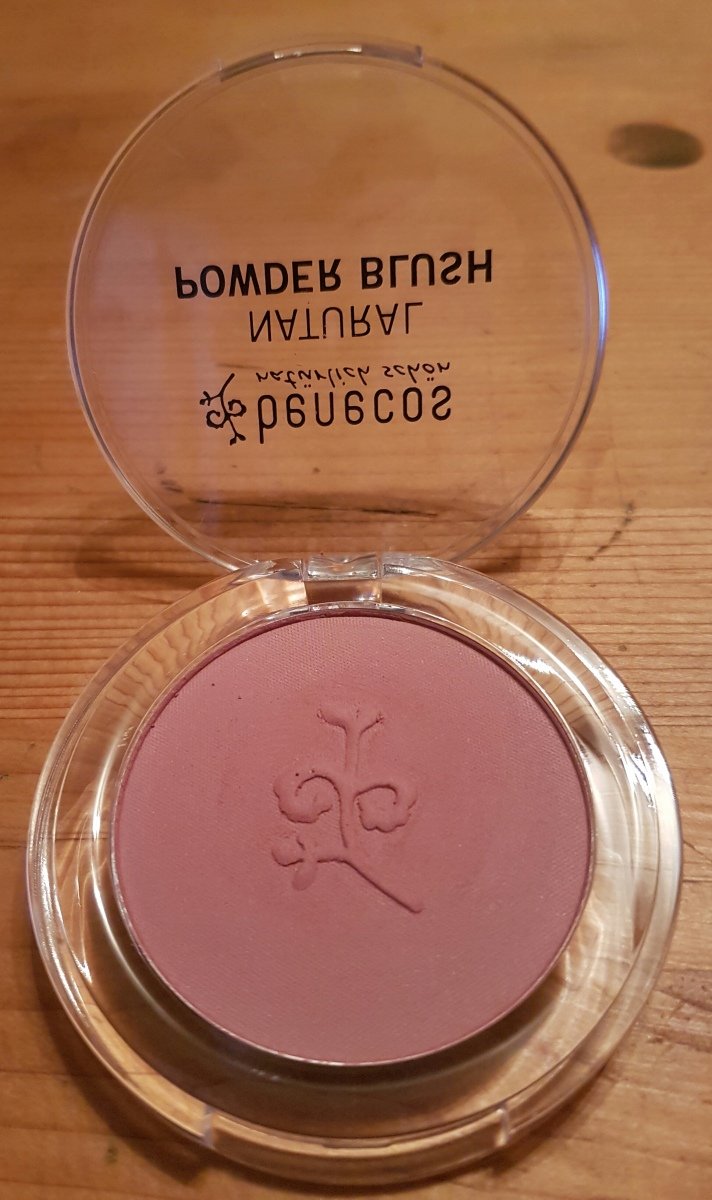 benecos
natürlich schön
NATURAL
POWDER BLUSH